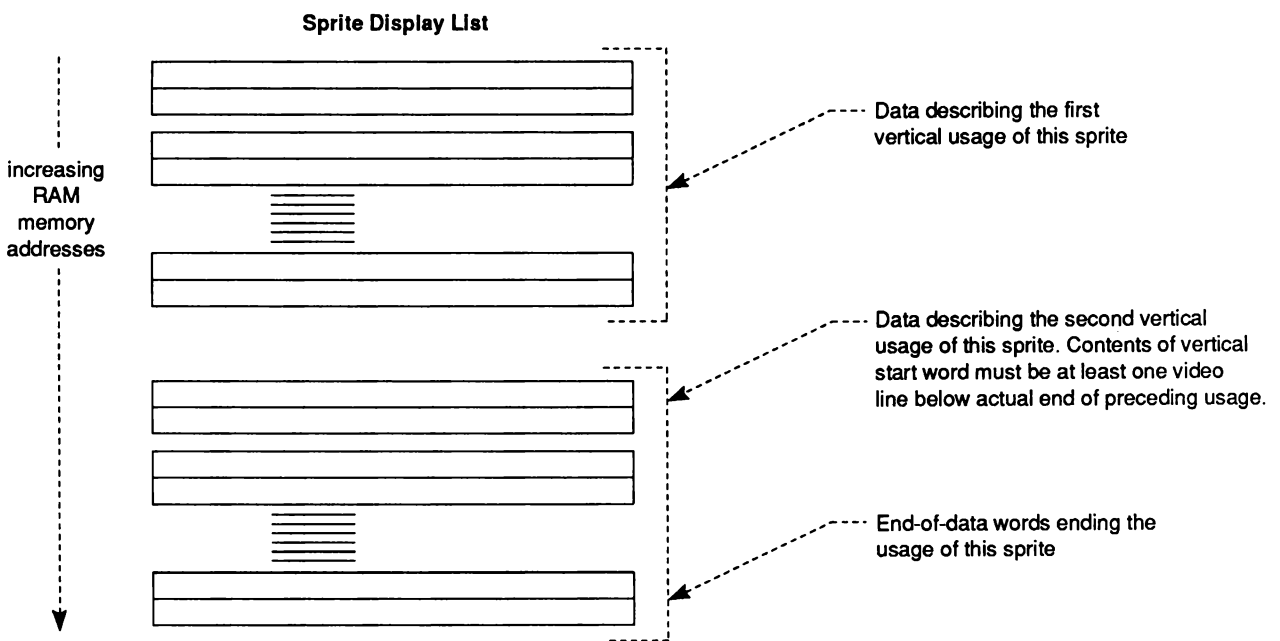 Sprite Display List
increasing
RAM
memory
addresses
Data describing the first
vertical usage of this sprite
Data describing the second vertical
usage of this sprite. Contents of vertical
start word must be at least one video
line below actual end of preceding usage.
End-of-data words ending the
usage of this sprite